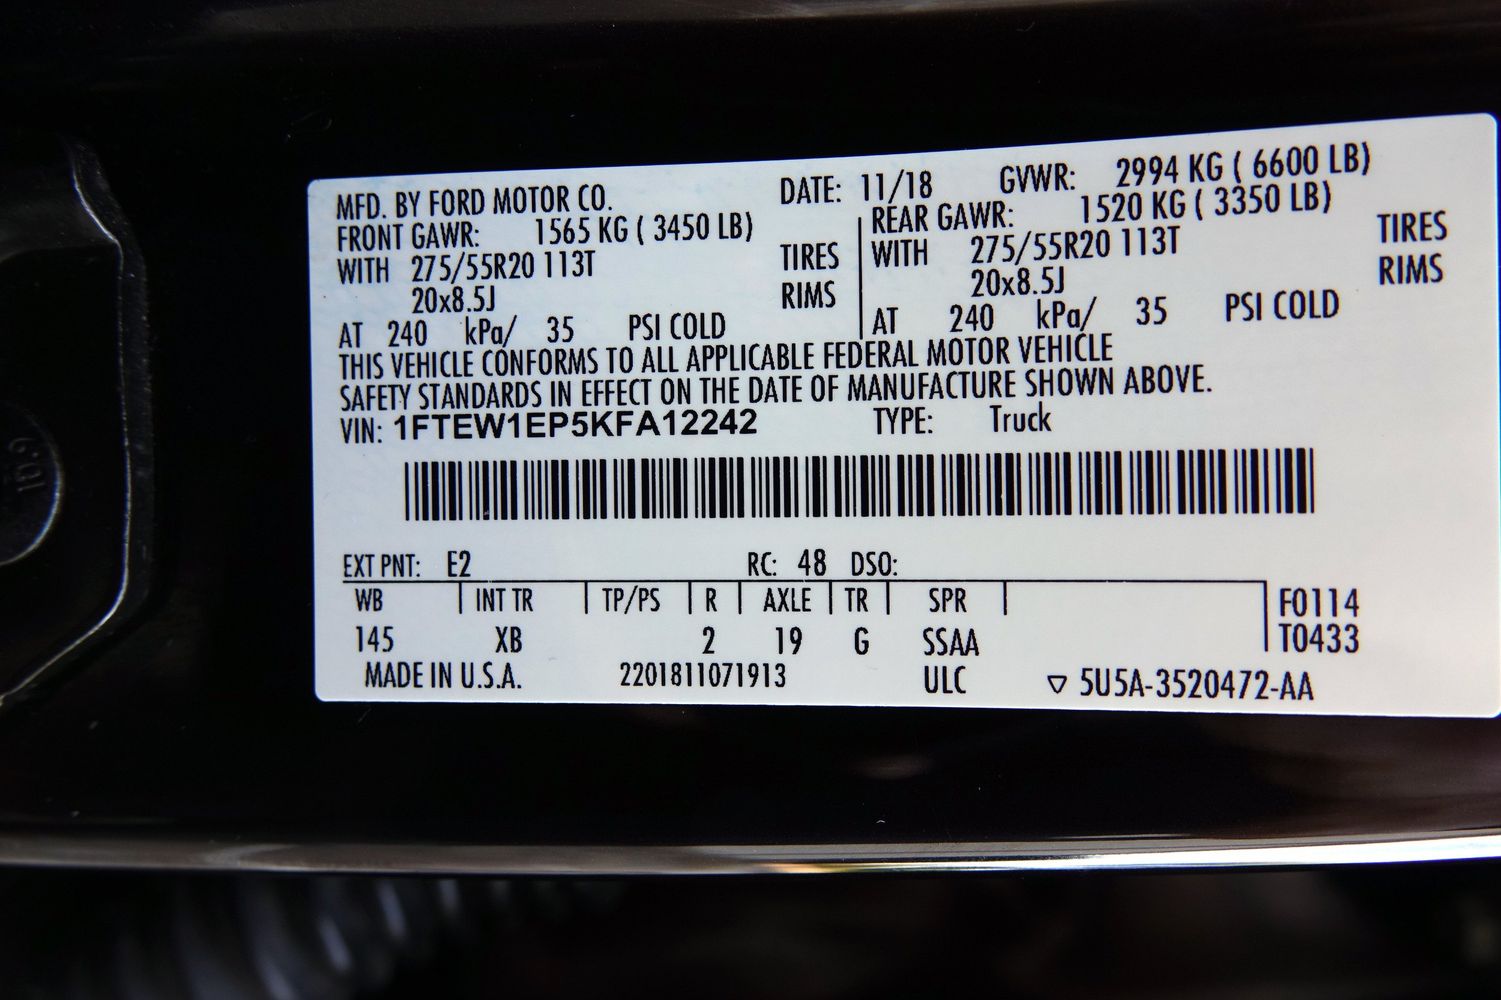 MFD. BY FORD MOTOR CO. DATE: 11/18 GVWR: 2994 KG ( 6600 LB)
FRONT GAWR: 1565 KG ( 3450 LB) REAR GAWR: 1520 KG ( 3350 LB)
WITH 275/55R20 113T TIRES WITH 275/55R20 113T TIRES
20x8.5J RIMS 20x8.5J RIMS
AT 240 kPa/ 35 PSI COLD AT 240 kPa/ 35 PSI COLD
THIS VEHICLE CONFORMS TO ALL APPLICABLE FEDERAL MOTOR VEHICLE
SAFETY STANDARDS IN EFFECT ON THE DATE OF MANUFACTURE SHOWN ABOVE.
VIN: 1FTEW1EP5KFA12242 TYPE: Truck
EXT PNT: E2 RC: 48 DSO:
WB INT TR TP/PS R AXLE TR SPR F0114
145 XB 2 19 G SSAA T0433
MADE IN U.S.A. 2201811071913 ULC ▽ 5U5A-3520472-AA
10.9